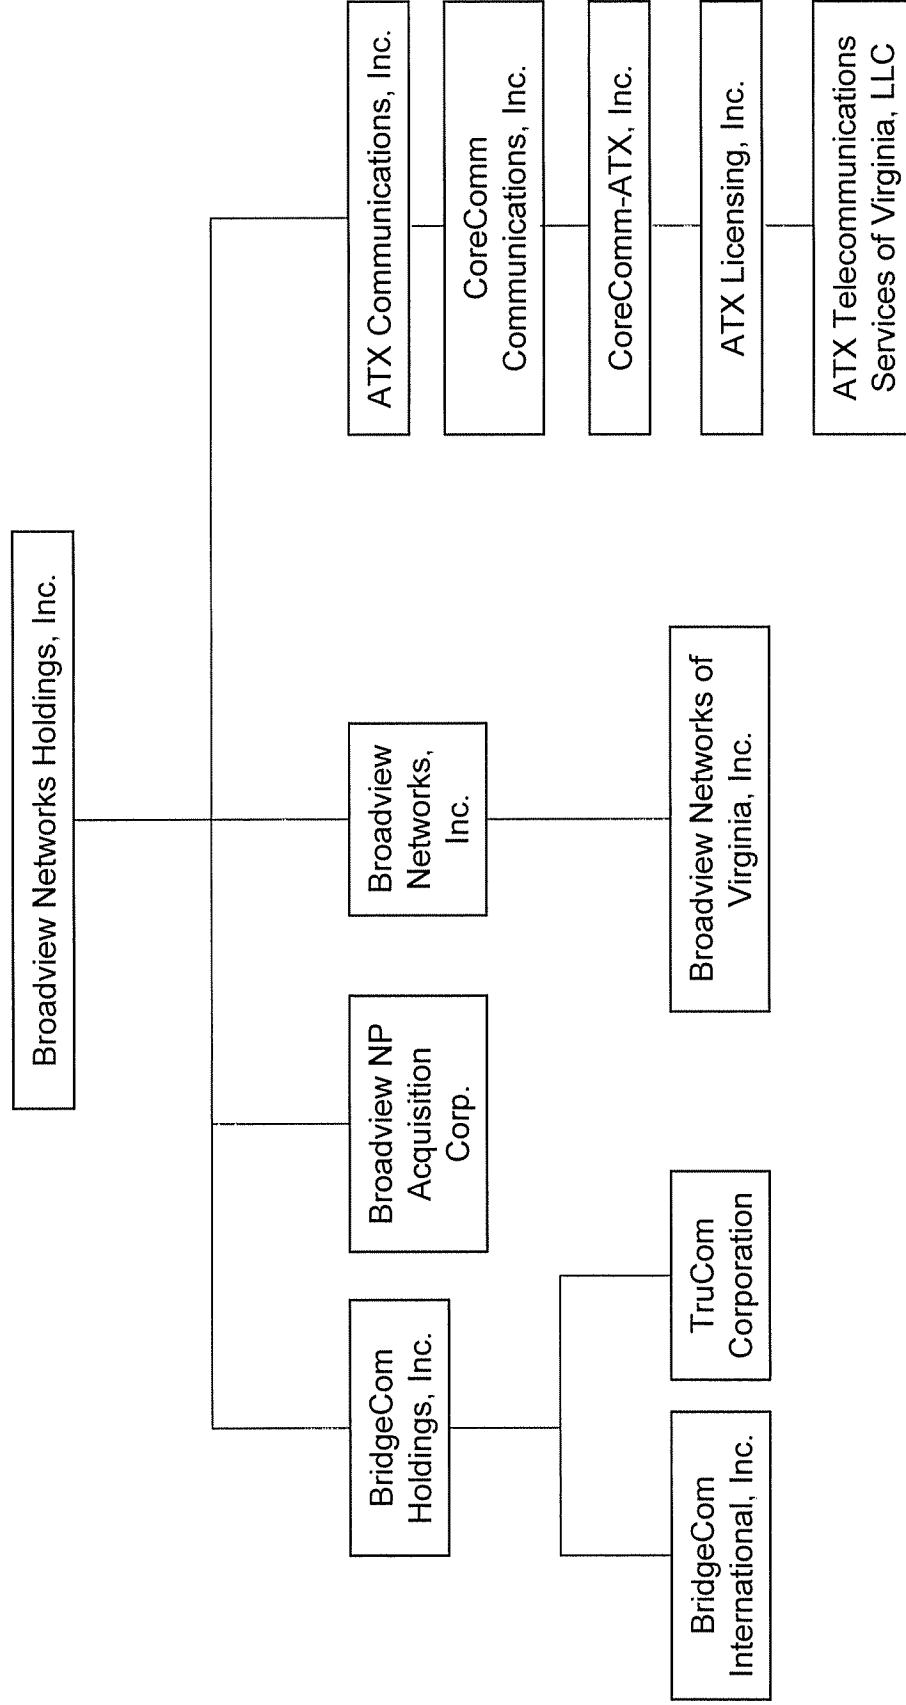 Broadview Networks Holdings, Inc.
BridgeCom
Holdings, Inc.
Broadview NP
Acquisition
Corp.
Broadview
Networks,
Inc.
ATX Communications, Inc.
CoreComm
Communications, Inc.
CoreComm-ATX, Inc.
ATX Licensing, Inc.
ATX Telecommunications
Services of Virginia, LLC
BridgeCom
International, Inc.
TruCom
Corporation
Broadview Networks of
Virginia, Inc.